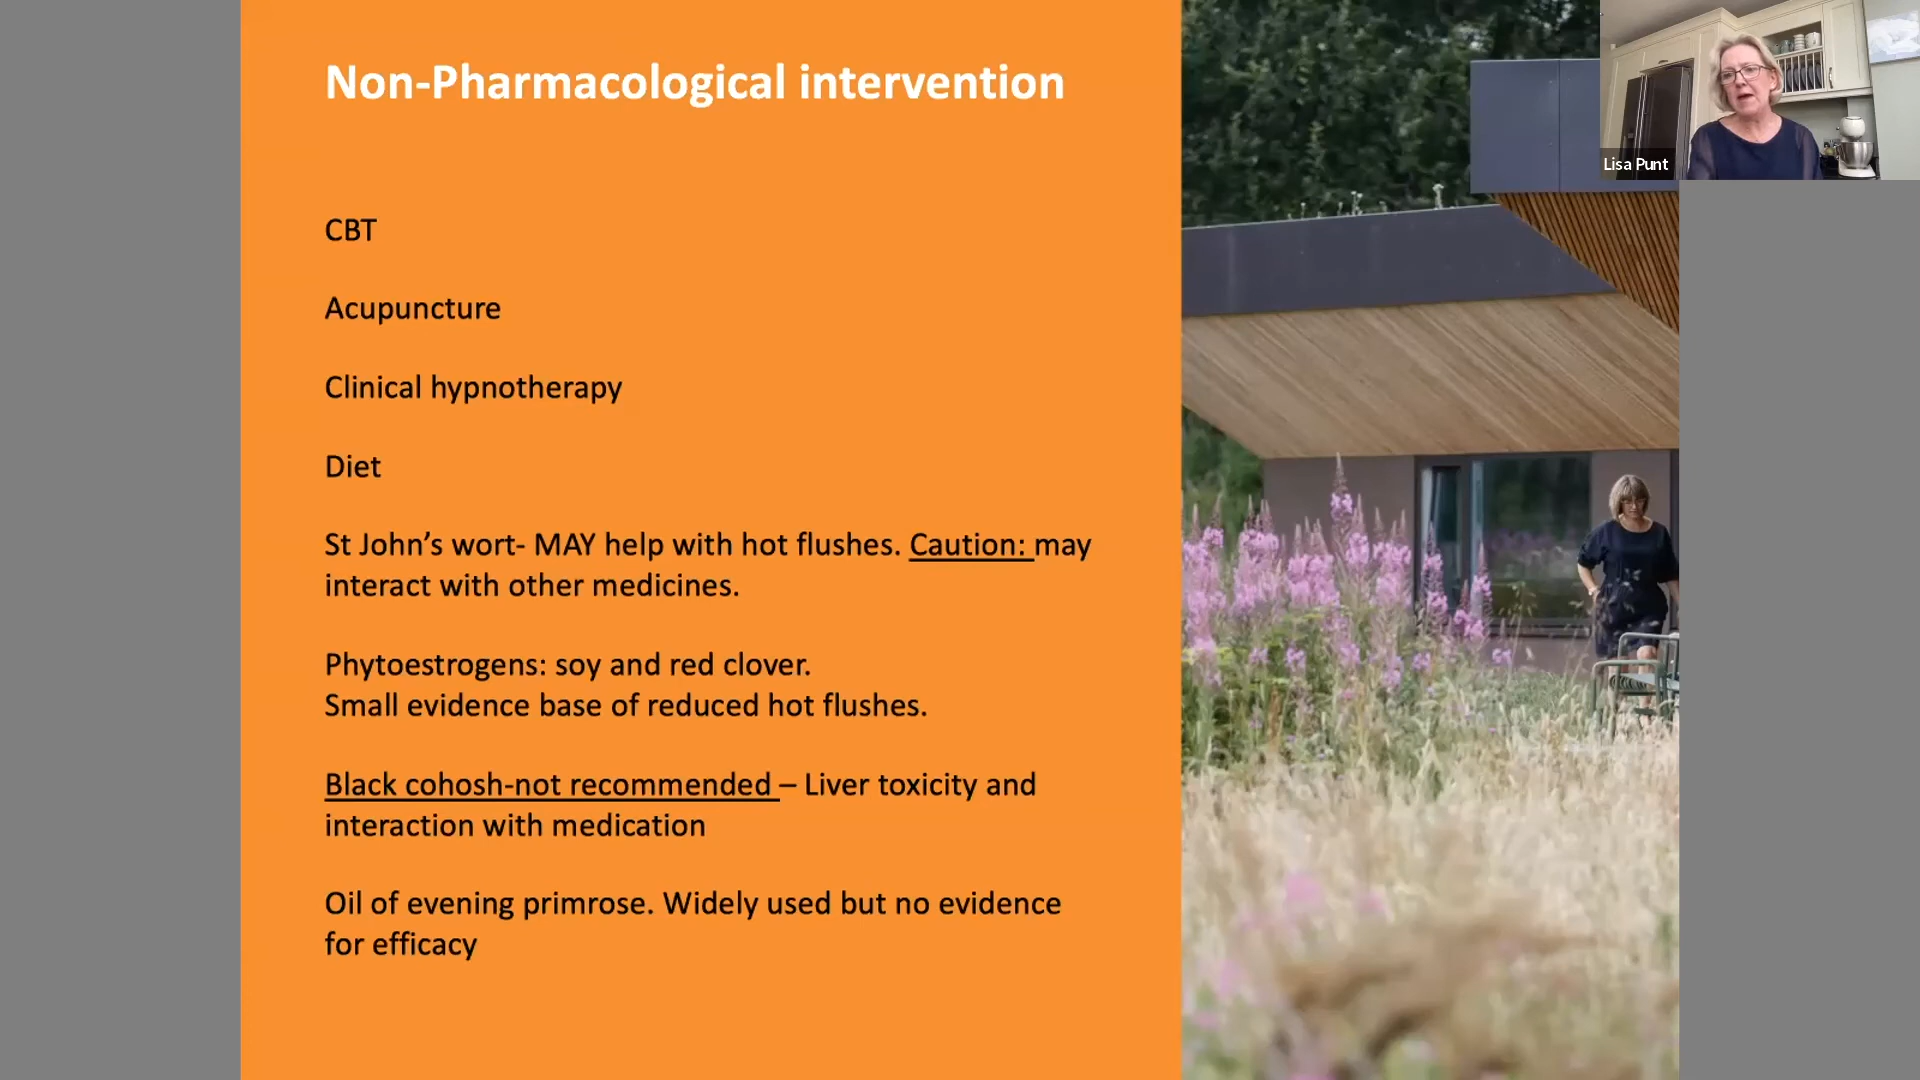 Non-Pharmacological intervention
Lisa Punt
CBT
Acupuncture
Clinical hypnotherapy
Diet
St John’s wort- MAY help with hot flushes. Caution: may
interact with other medicines.
Phytoestrogens: soy and red clover.
Small evidence base of reduced hot flushes.
Black cohosh-not recommended – Liver toxicity and
interaction with medication
Oil of evening primrose. Widely used but no evidence
for efficacy